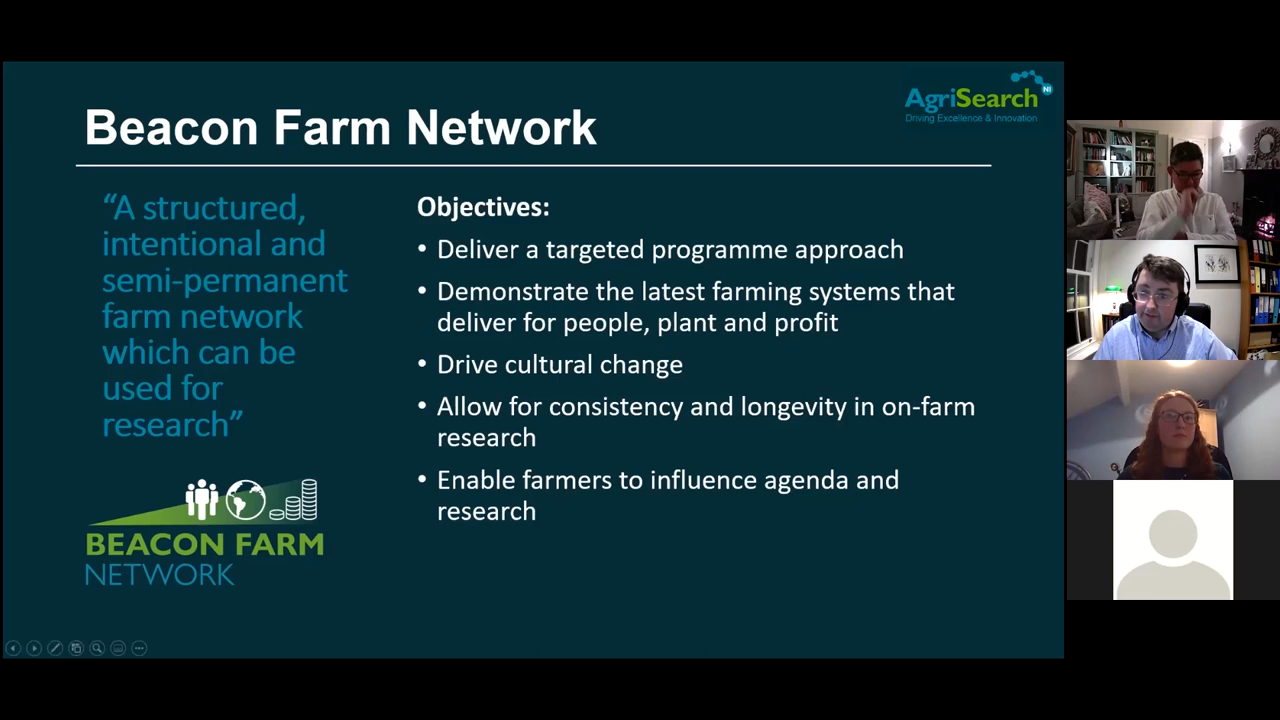 AgriSearch NI
Driving Excellence & Innovation
Beacon Farm Network
“A structured,
intentional and
semi-permanent
farm network
which can be
used for
research”
Objectives:
• Deliver a targeted programme approach
• Demonstrate the latest farming systems that
deliver for people, plant and profit
• Drive cultural change
• Allow for consistency and longevity in on-farm
research
• Enable farmers to influence agenda and
research
BEACON FARM
NETWORK